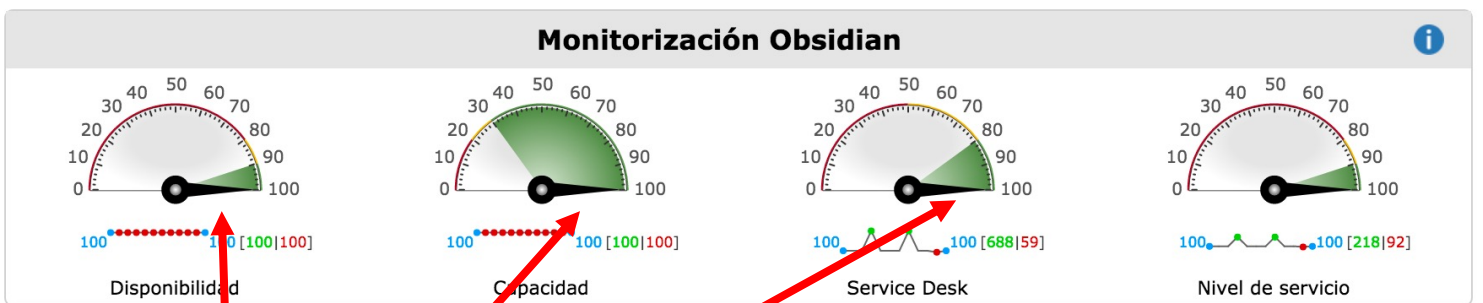 Monitorización Obsidian
i
0 10 20 30 40 50 60 70 80 90 100
100 100 [100|100]
Disponibilidad
0 10 20 30 40 50 60 70 80 90 100
100 100 [100|100]
Capacidad
0 10 20 30 40 50 60 70 80 90 100
100 100 [688|59]
Service Desk
0 10 20 30 40 50 60 70 80 90 100
100 100 [218|92]
Nivel de servicio